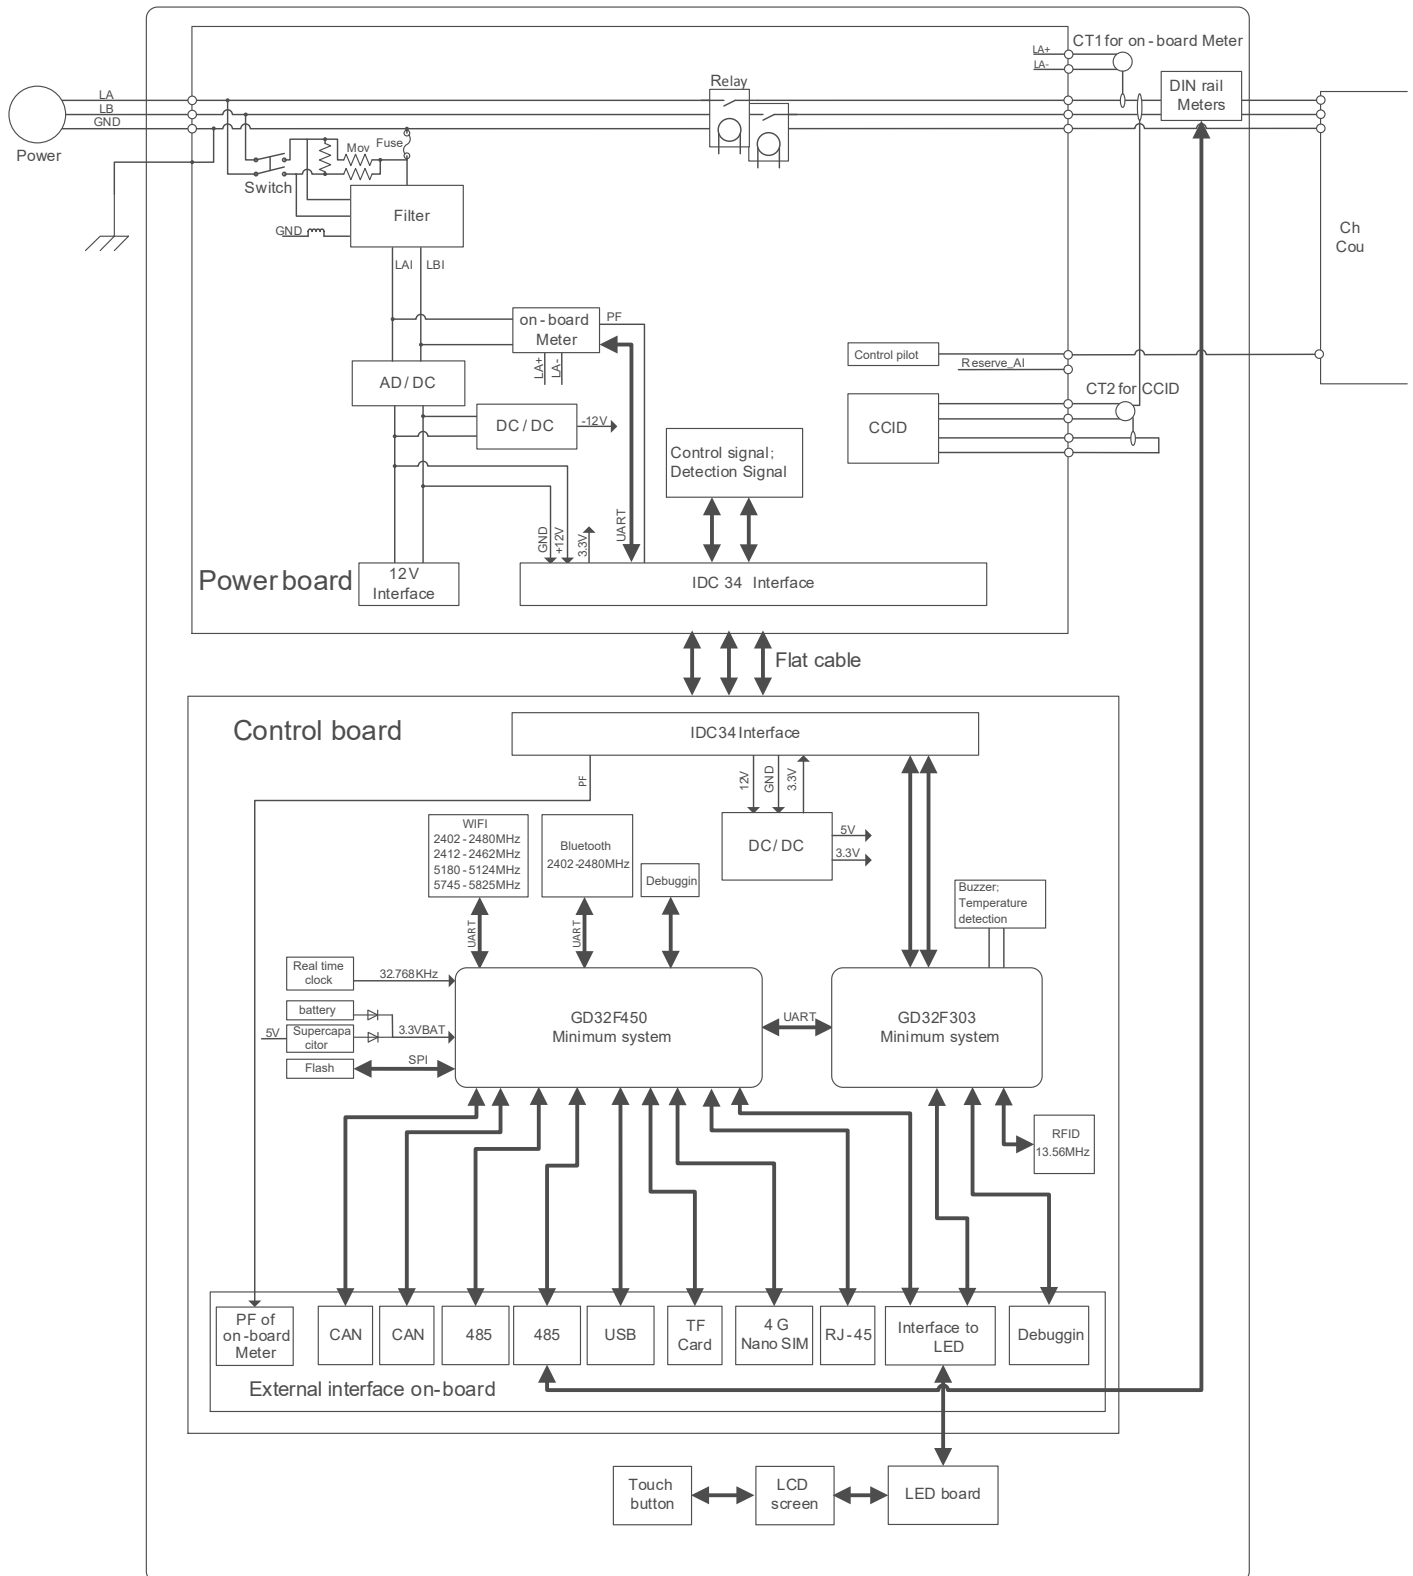 CT1 for on-board Meter
LA+
LA-
Relay
DIN rail
Meters
LA
LB
GND
Power
Switch
Mov
Fuse
Filter
GND
LAI
LBI
Ch
Cou
on-board
Meter
PF
LA+
LA-
Control pilot
Reserve_AI
AD/DC
CT2 for CCID
DC/DC
-12V
CCID
Control signal;
Detection Signal
GND
+12V
3.3V
UART
Power board
12V
Interface
IDC 34 Interface
Flat cable
Control board
IDC34 Interface
PF
12V
GND
3.3V
WIFI
2402-2480MHz
2412-2462MHz
5180-5124MHz
5745-5825MHz
Bluetooth
2402-2480MHz
Debuggin
DC/DC
5V
3.3V
Buzzer;
Temperature
detection
UART
UART
Real time
clock
32.768KHz
battery
5V
Supercapa
citor
3.3VBAT
Flash
SPI
GD32F450
Minimum system
UART
GD32F303
Minimum system
RFID
13.56MHz
PF of
on-board
Meter
CAN
CAN
485
485
USB
TF
Card
4 G
Nano SIM
RJ-45
Interface to
LED
Debuggin
External interface on-board
Touch
button
LCD
screen
LED board